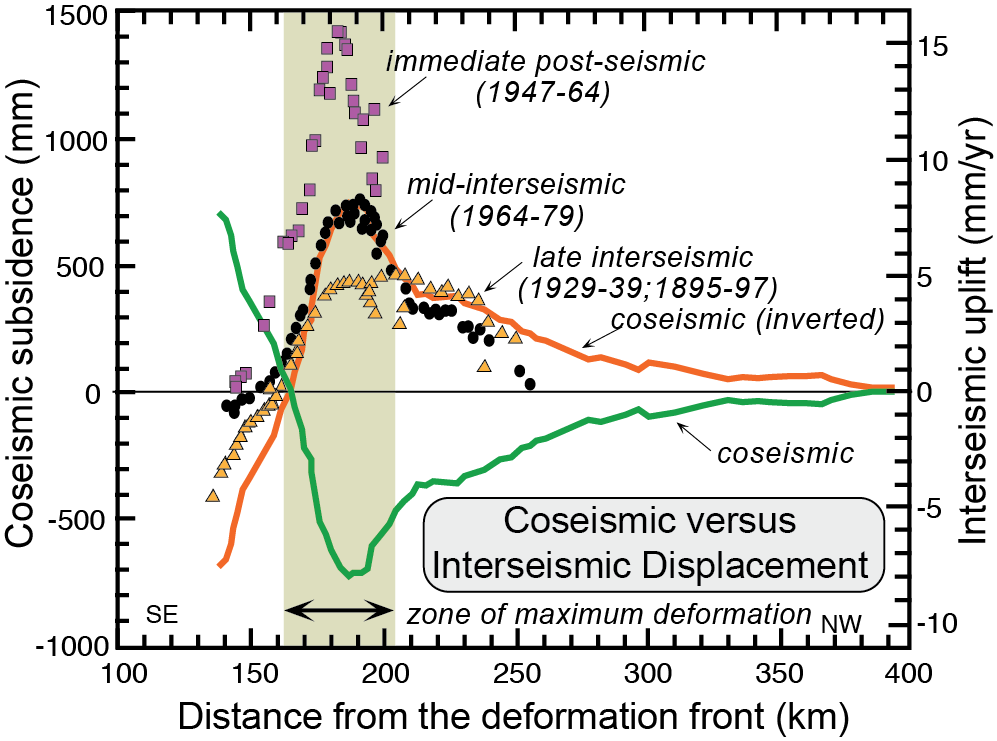 1500
1000
500
0
-500
-1000
Coseismic subsidence (mm)
immediate post-seismic
(1947-64)
mid-interseismic
(1964-79)
late interseismic
(1929-39;1895-97)
coseismic (inverted)
coseismic
Coseismic versus
Interseismic Displacement
SE
zone of maximum deformation
NW
15
10
5
0
-5
-10
Interseismic uplift (mm/yr)
100
150
200
250
300
350
400
Distance from the deformation front (km)